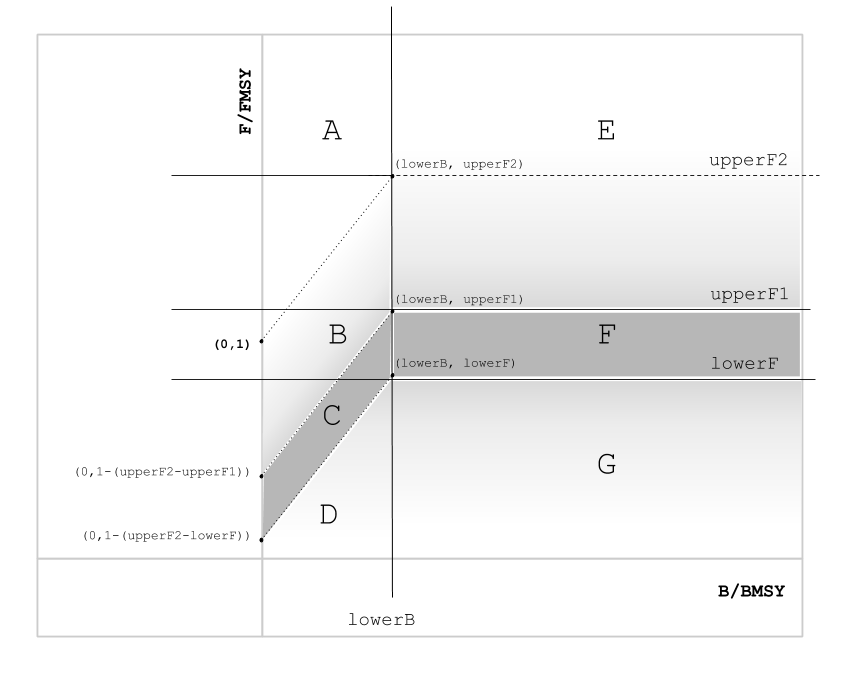 F/FMSY
A
E
(lowerB, upperF2)
upperF2
(lowerB, upperF1)
upperF1
(0,1)
B
F
(lowerB, lowerF)
lowerF
C
(0,1-(upperF2-upperF1))
G
D
(0,1-(upperF2-lowerF))
B/BMSY
lowerB